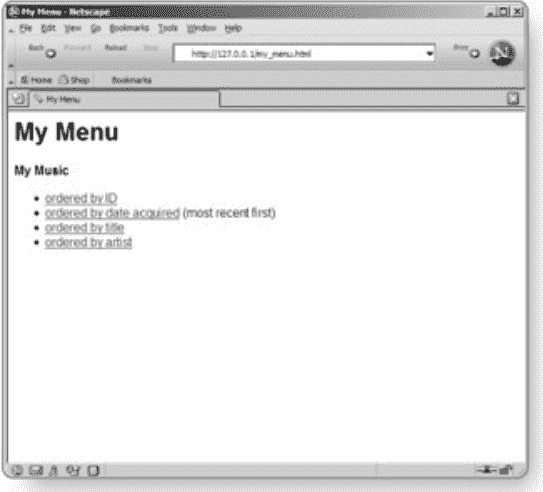 My Menu - Netscape
File Edit View Go Bookmarks Tools Window Help
Back Forward Reload Stop http://127.0.0.1/my_menu.html Print N
Home Shop Bookmarks
My Menu
My Menu
My Music
• ordered by ID
• ordered by date acquired (most recent first)
• ordered by title
• ordered by artist